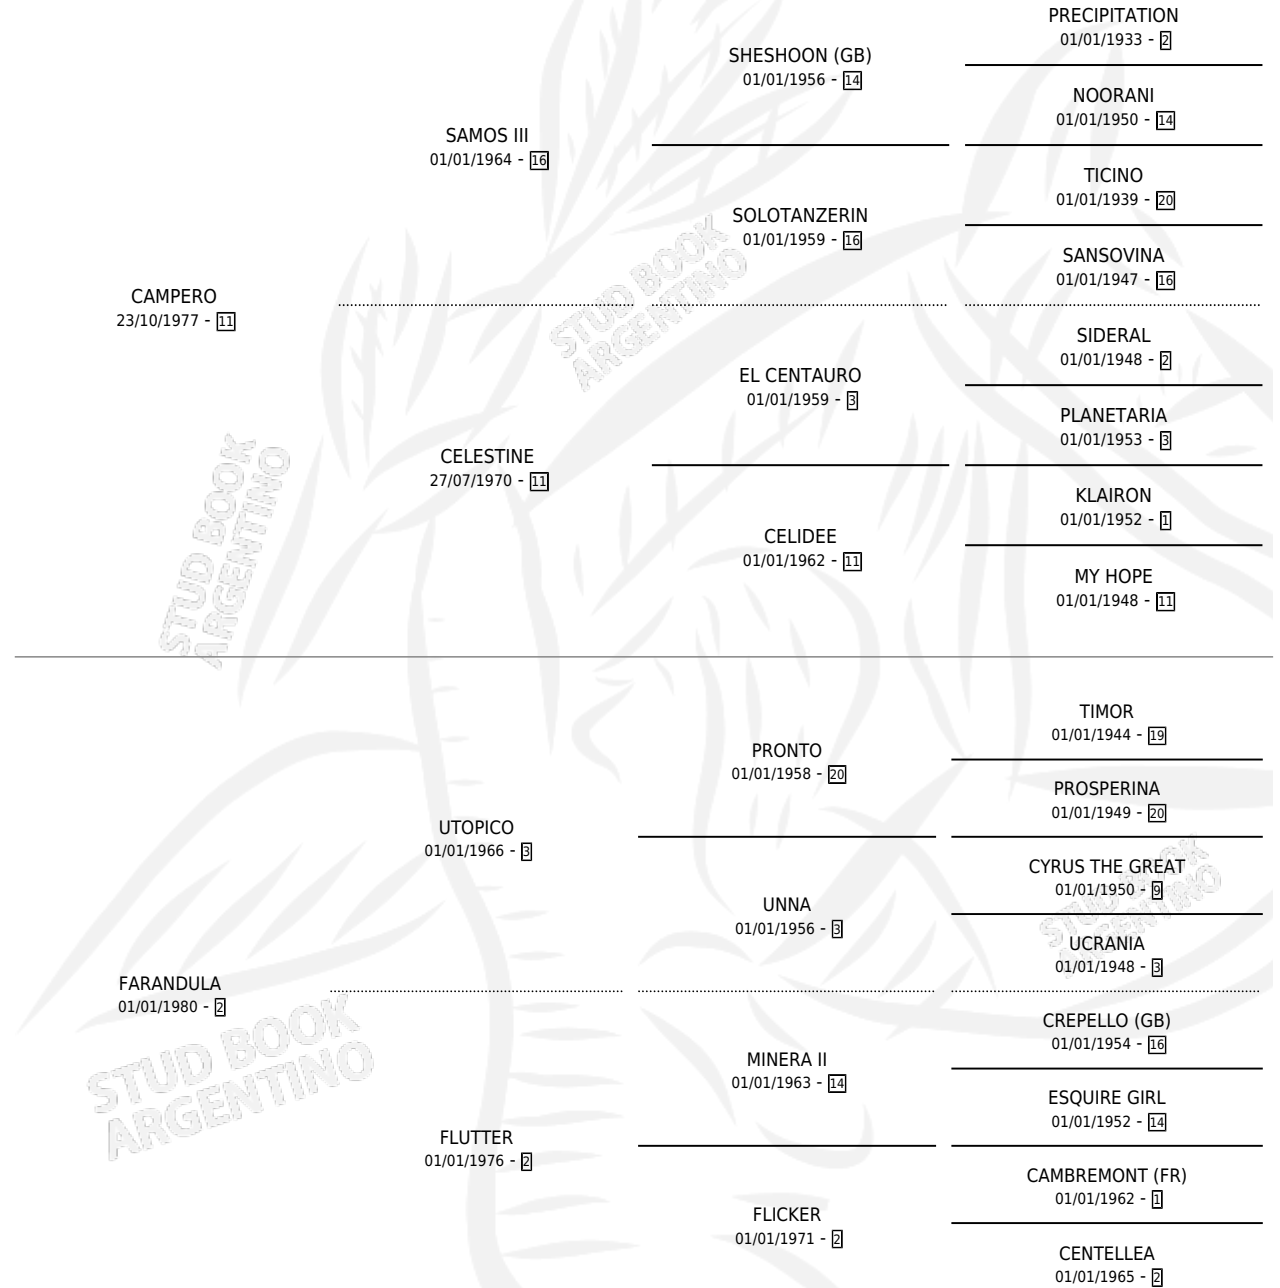 PRECIPITATION
01/01/1933 - 2
SHESHOON (GB)
01/01/1956 - 14
NOORANI
01/01/1950 - 14
SAMOS III
01/01/1964 - 16
TICINO
01/01/1939 - 20
SOLOTANZERIN
01/01/1959 - 16
SANSOVINA
01/01/1947 - 16
CAMPERO
23/10/1977 - 11
SIDERAL
01/01/1948 - 2
EL CENTAURO
01/01/1959 - 3
PLANETARIA
01/01/1953 - 3
CELESTINE
27/07/1970 - 11
KLAIRON
01/01/1952 - 1
CELIDEE
01/01/1962 - 11
MY HOPE
01/01/1948 - 11
STUD BOOK
ARGENTINO
STUD BOOK
ARGENTINO
TIMOR
01/01/1944 - 19
PRONTO
01/01/1958 - 20
PROSPERINA
01/01/1949 - 20
UTOPICO
01/01/1966 - 3
CYRUS THE GREAT
01/01/1950 - 9
UNNA
01/01/1956 - 3
UCRANIA
01/01/1948 - 3
STUD BOOK
ARGENTINO
FARANDULA
01/01/1980 - 2
CREPELLO (GB)
01/01/1954 - 16
MINERA II
01/01/1963 - 14
ESQUIRE GIRL
01/01/1952 - 14
FLUTTER
01/01/1976 - 2
CAMBREMONT (FR)
01/01/1962 - 1
FLICKER
01/01/1971 - 2
CENTELLEA
01/01/1965 - 2
STUD BOOK
ARGENTINO